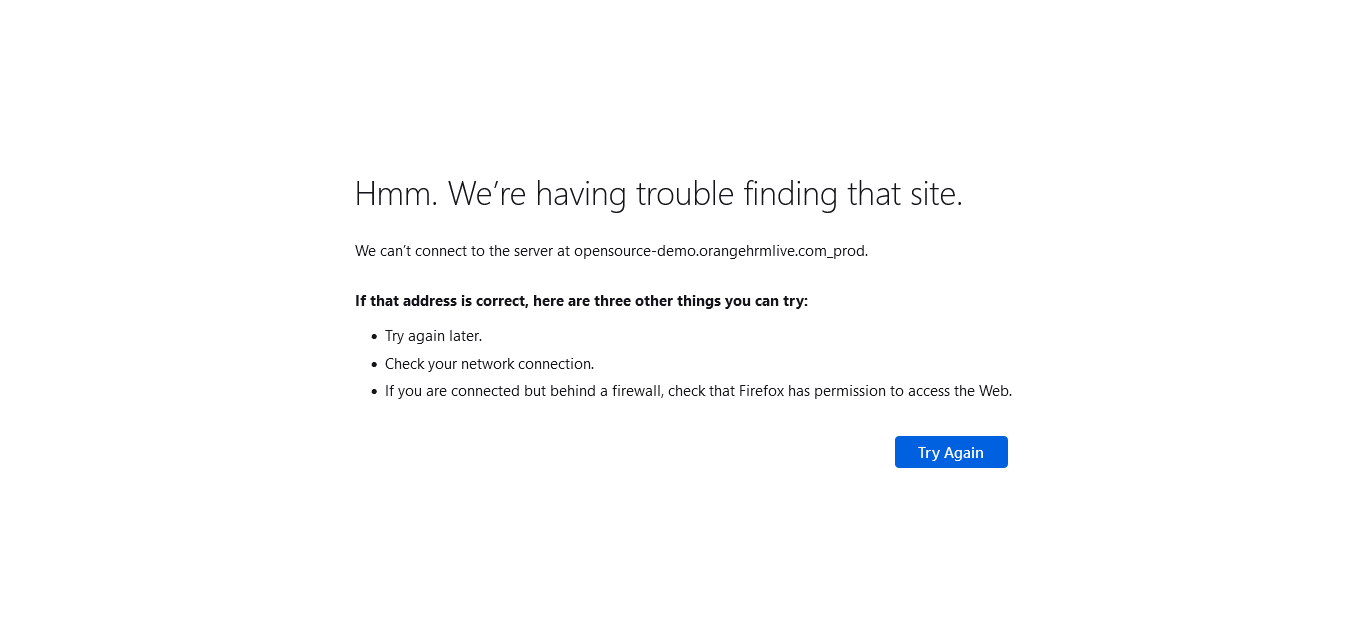 Hmm. We’re having trouble finding that site.
We can’t connect to the server at opensource-demo.orangehrmlive.com_prod.
If that address is correct, here are three other things you can try:
• Try again later.
• Check your network connection.
• If you are connected but behind a firewall, check that Firefox has permission to access the Web.
Try Again